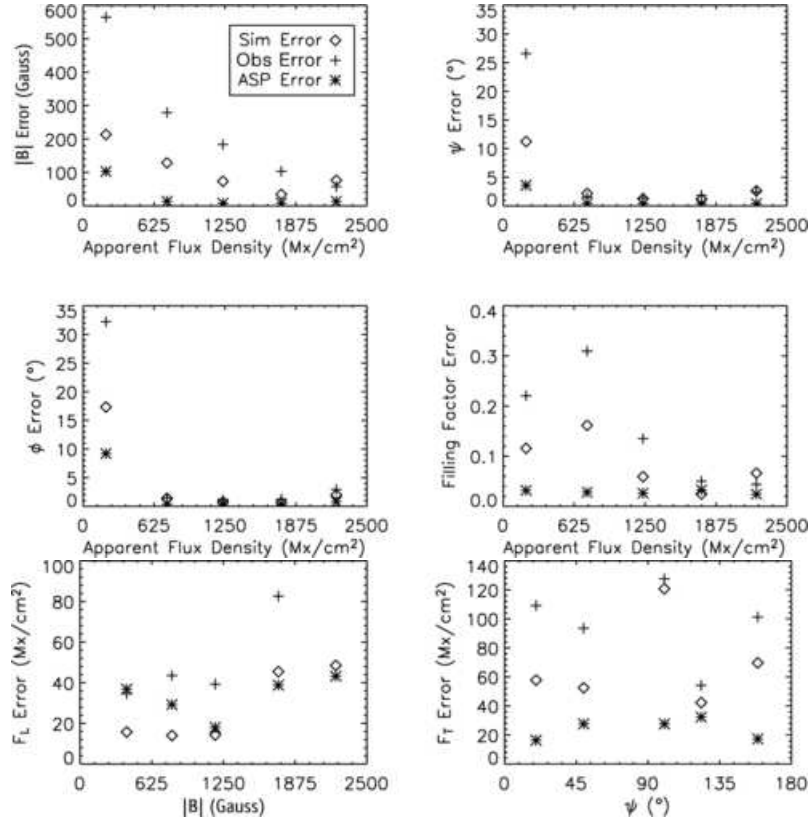 600
500
400
300
200
100
0
|B| Error (Gauss)
Sim Error
Obs Error
ASP Error
0 625 1250 1875 2500
Apparent Flux Density (Mx/cm²)
35
30
25
20
15
10
5
0
ψ Error (°)
0 625 1250 1875 2500
Apparent Flux Density (Mx/cm²)
35
30
25
20
15
10
5
0
φ Error (°)
0 625 1250 1875 2500
Apparent Flux Density (Mx/cm²)
0.4
0.3
0.2
0.1
0.0
Filling Factor Error
0 625 1250 1875 2500
Apparent Flux Density (Mx/cm²)
100
80
60
40
20
0
F_L Error (Mx/cm²)
0 625 1250 1875 2500
|B| (Gauss)
140
120
100
80
60
40
20
0
F_T Error (Mx/cm²)
0 45 90 135 180
ψ (°)